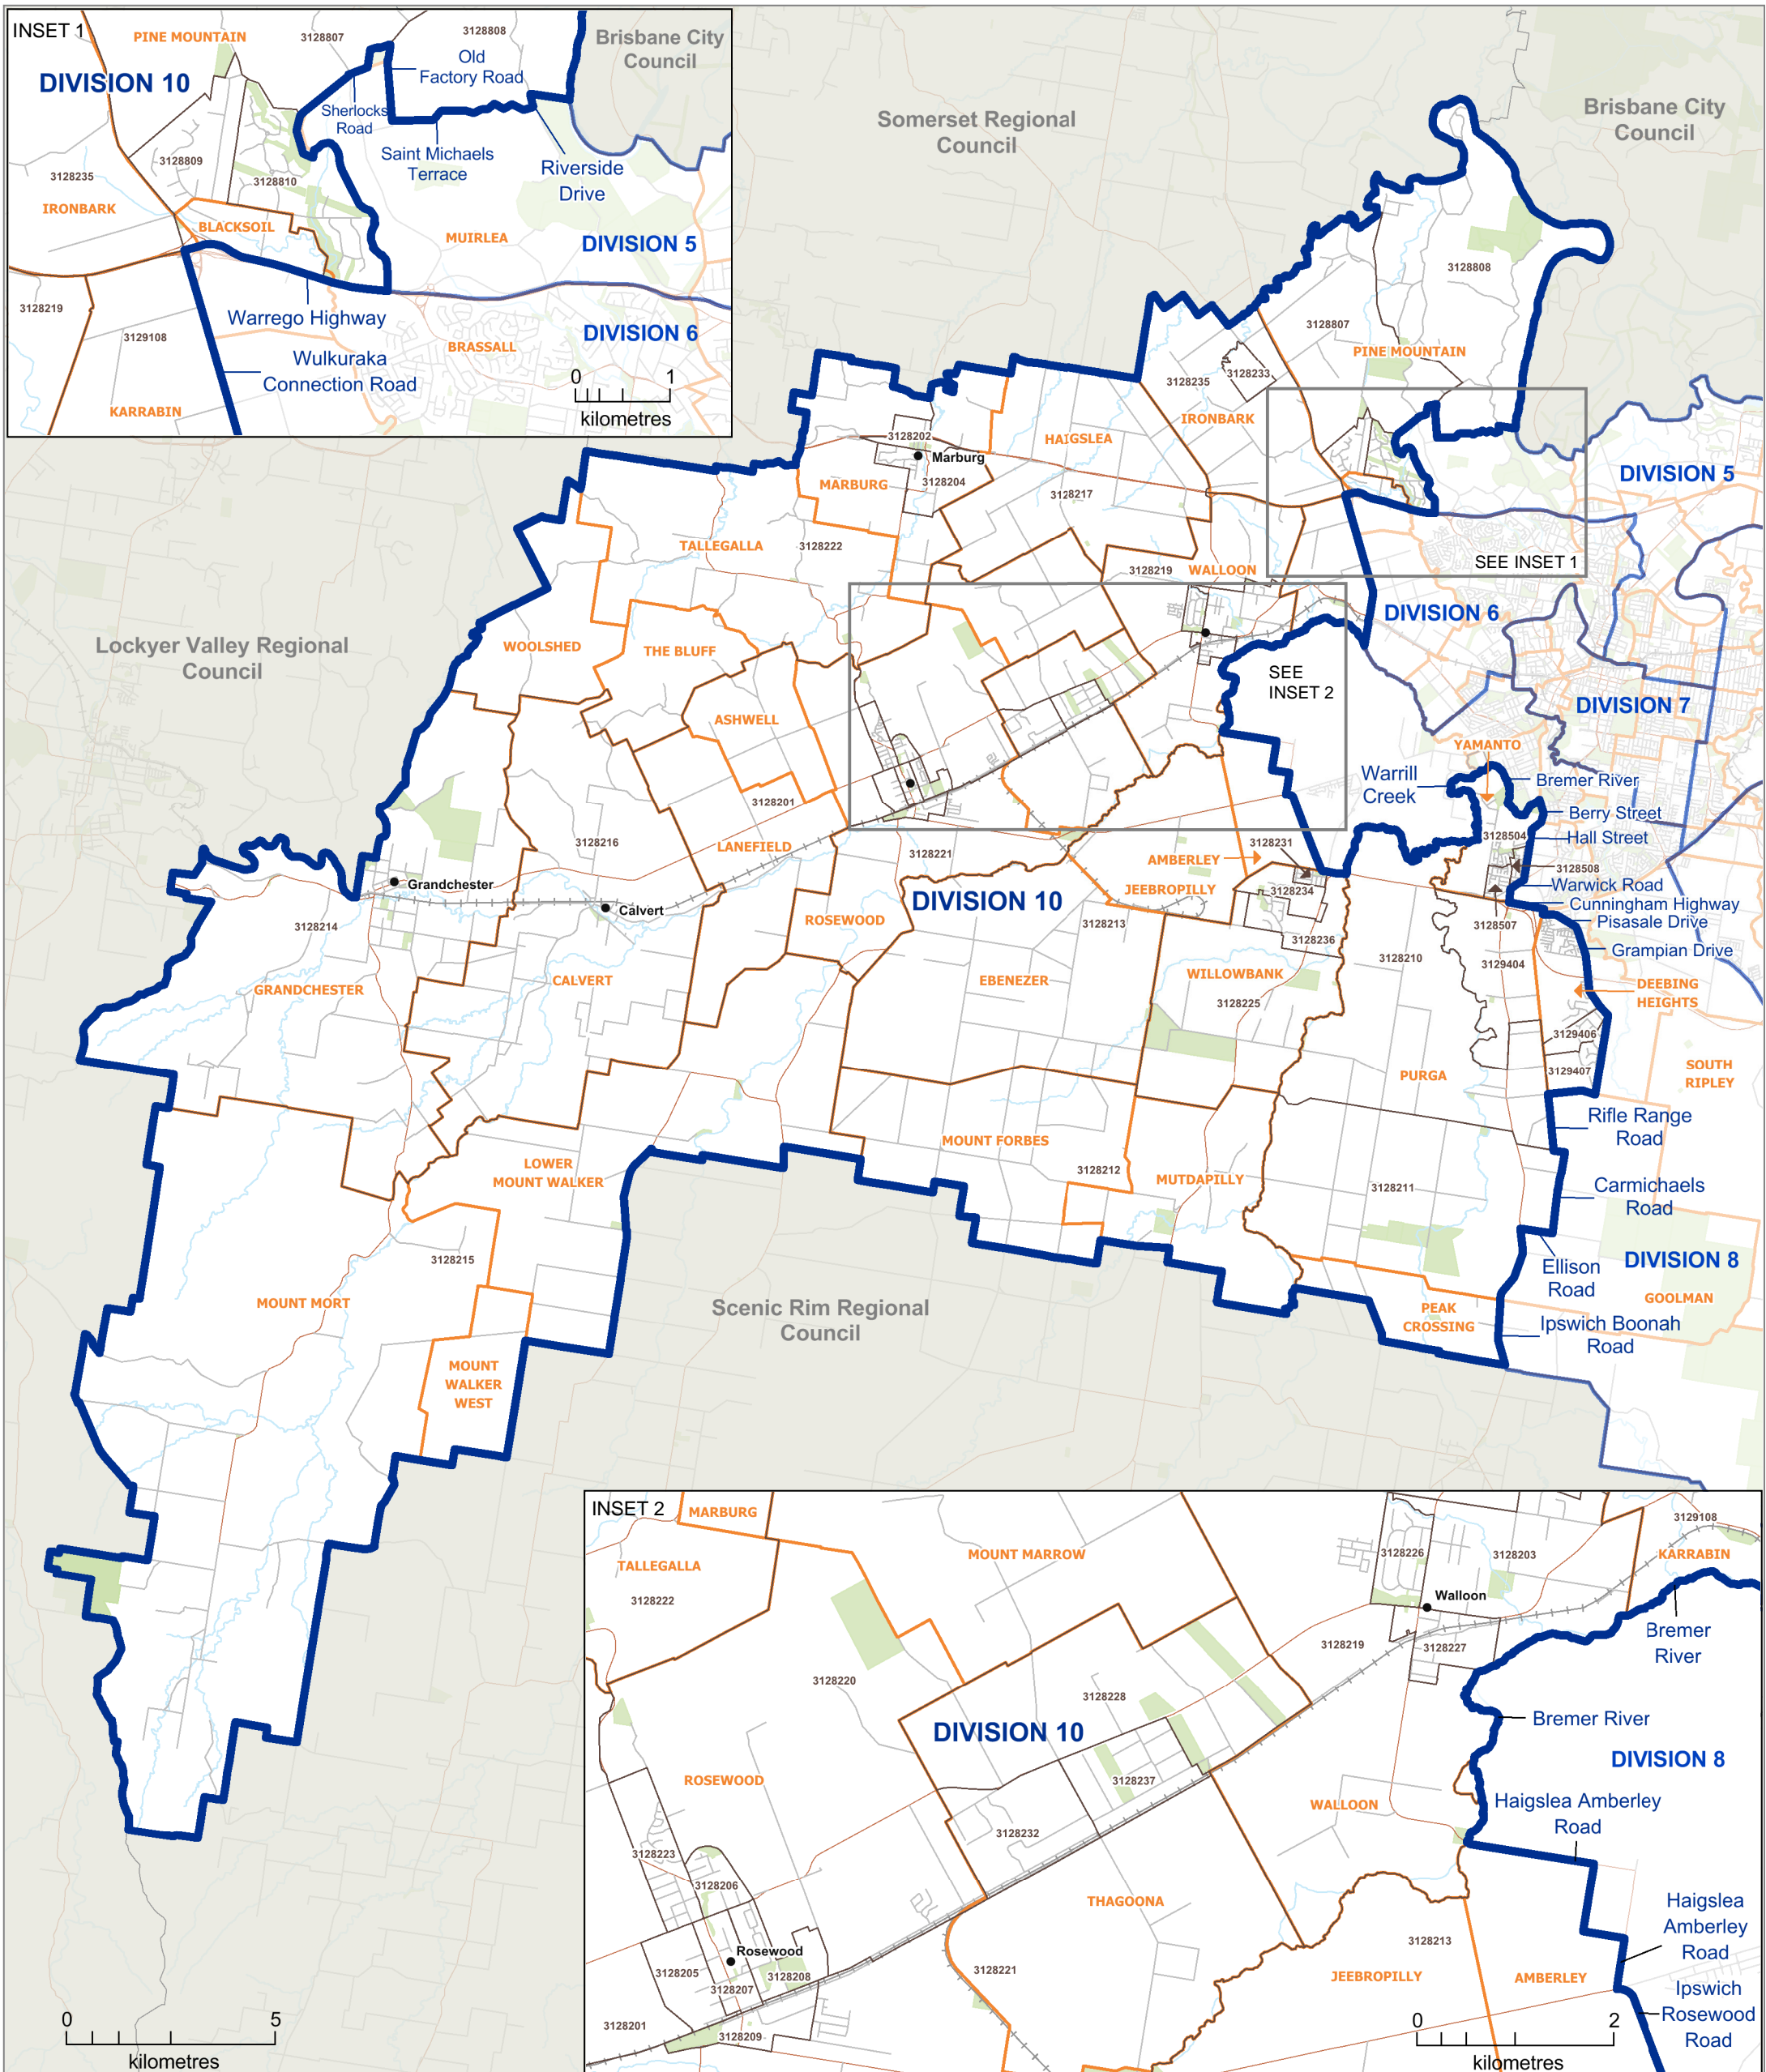 INSET 1
PINE MOUNTAIN
3128807
3128808
Brisbane City
Council
DIVISION 10
Old
Factory Road
Sherlocks
Road
3128809
Saint Michaels
Terrace
Riverside
Drive
3128235
3128810
IRONBARK
BLACKSOIL
MUIRLEA
DIVISION 5
3128219
Warrego Highway
3129108
BRASSALL
DIVISION 6
Wulkuraka
Connection Road
KARRABIN
0 1
kilometres
Somerset Regional
Council
Brisbane City
Council
3128808
3128807
PINE MOUNTAIN
3128233
3128235
IRONBARK
HAIGSLEA
3128202
Marburg
MARBURG
3128204
3128217
DIVISION 5
TALLEGALLA
3128222
3128219
WALLOON
SEE INSET 1
DIVISION 6
Lockyer Valley Regional
Council
WOOLSHED
THE BLUFF
SEE
INSET 2
ASHWELL
DIVISION 7
YAMANTO
Warrill
Creek
Bremer River
3128201
Berry Street
3128216
LANEFIELD
3128221
3128231
3128504
Hall Street
AMBERLEY
3128508
Grandchester
JEEBROPILLY
3128234
Warwick Road
Calvert
DIVISION 10
Cunningham Highway
3128214
ROSEWOOD
3128213
3128507
Pisasale Drive
3128236
Grampian Drive
3128210
3129404
GRANDCHESTER
CALVERT
EBENEZER
WILLOWBANK
3128225
DEEBING
HEIGHTS
3129406
3129407
PURGA
SOUTH
RIPLEY
Rifle Range
Road
MOUNT FORBES
LOWER
MOUNT WALKER
3128212
MUTDAPILLY
3128211
Carmichaels
Road
3128215
Ellison
Road
DIVISION 8
GOOLMAN
MOUNT MORT
Scenic Rim Regional
Council
PEAK
CROSSING
Ipswich Boonah
Road
MOUNT
WALKER
WEST
INSET 2
MARBURG
3129108
TALLEGALLA
MOUNT MARROW
3128226
3128203
KARRABIN
3128222
Walloon
Bremer
River
3128219
3128227
3128220
3128228
DIVISION 10
Bremer River
DIVISION 8
ROSEWOOD
3128237
WALLOON
Haigslea Amberley
Road
3128232
3128223
3128206
THAGOONA
Haigslea
Amberley
Road
3128213
Rosewood
3128205
3128208
3128221
3128207
JEEBROPILLY
AMBERLEY
Ipswich
Rosewood
Road
3128201
3128209
0 2
kilometres
0 5
kilometres